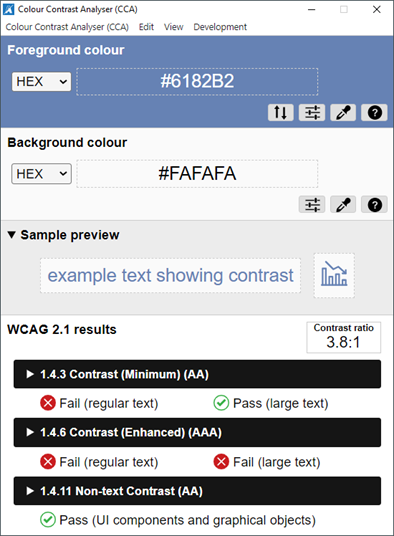 Colour Contrast Analyser (CCA)
Colour Contrast Analyser (CCA) Edit View Development
Foreground colour
HEX #6182B2
?
Background colour
HEX #FAFAFA
?
Sample preview
example text showing contrast
WCAG 2.1 results
Contrast ratio
3.8:1
1.4.3 Contrast (Minimum) (AA)
Fail (regular text) Pass (large text)
1.4.6 Contrast (Enhanced) (AAA)
Fail (regular text) Fail (large text)
1.4.11 Non-text Contrast (AA)
Pass (UI components and graphical objects)